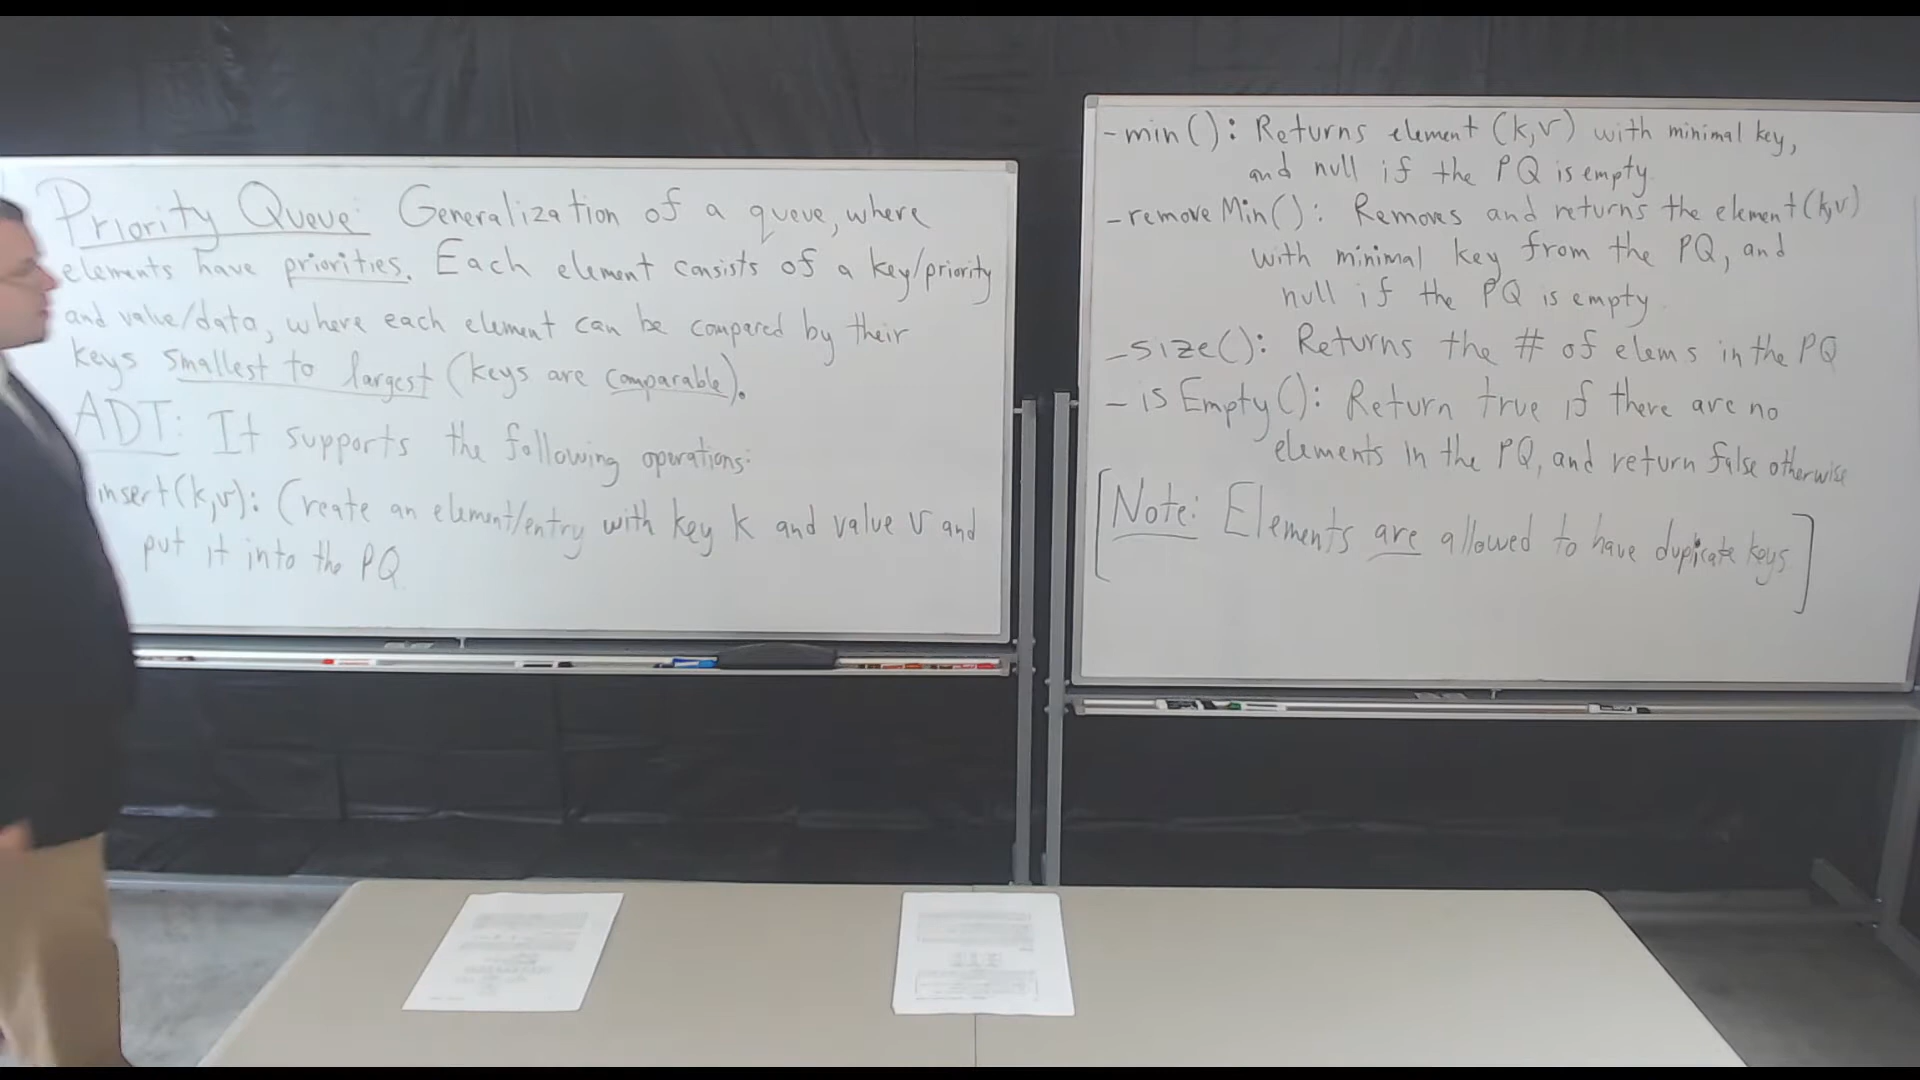 Priority Queue: Generalization of a queue, where
elements have priorities. Each element consists of a key/priority
and value/data, where each element can be compared by their
keys smallest to largest (keys are comparable).
ADT: It supports the following operations:
insert(k,v): Create an element/entry with key k and value v and
put it into the PQ
- min(): Returns element (k,v) with minimal key,
and null if the PQ is empty.
- removeMin(): Removes and returns the element (k,v)
with minimal key from the PQ, and
null if the PQ is empty.
- size(): Returns the # of elems in the PQ
- isEmpty(): Return true if there are no
elements in the PQ, and return false otherwise
[Note: Elements are allowed to have duplicate keys]